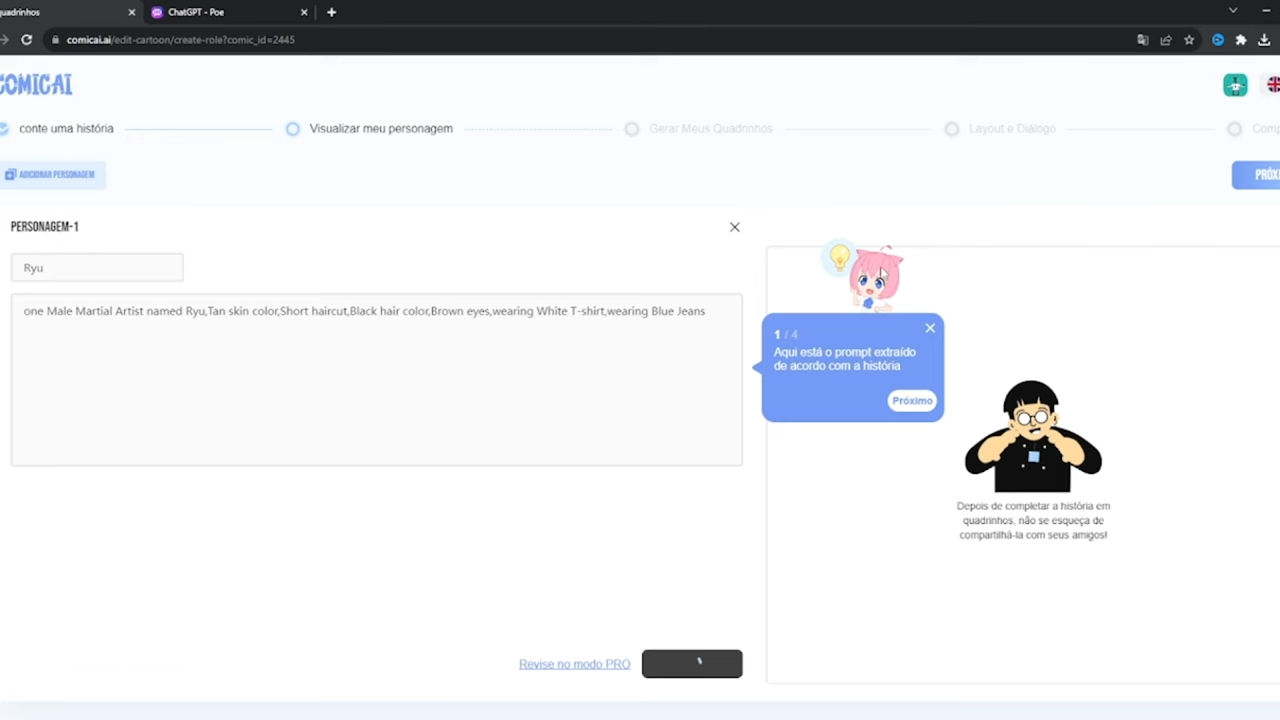 quadrinhos
ChatGPT - Poe
comicai.ai/edit-cartoon/create-role?comic_id=2445
COMICAI
conte uma história
Visualizar meu personagem
Gerar Meus Quadrinhos
Layout e Diálogo
Comp
ADICIONAR PERSONAGEM
PRÓXI
PERSONAGEM-1
Ryu
one Male Martial Artist named Ryu,Tan skin color,Short haircut,Black hair color,Brown eyes,wearing White T-shirt,wearing Blue Jeans
1 / 4
Aqui está o prompt extraído
de acordo com a história
Próximo
Depois de completar a história em
quadrinhos, não se esqueça de
compartilhá-la com seus amigos!
Revise no modo PRO